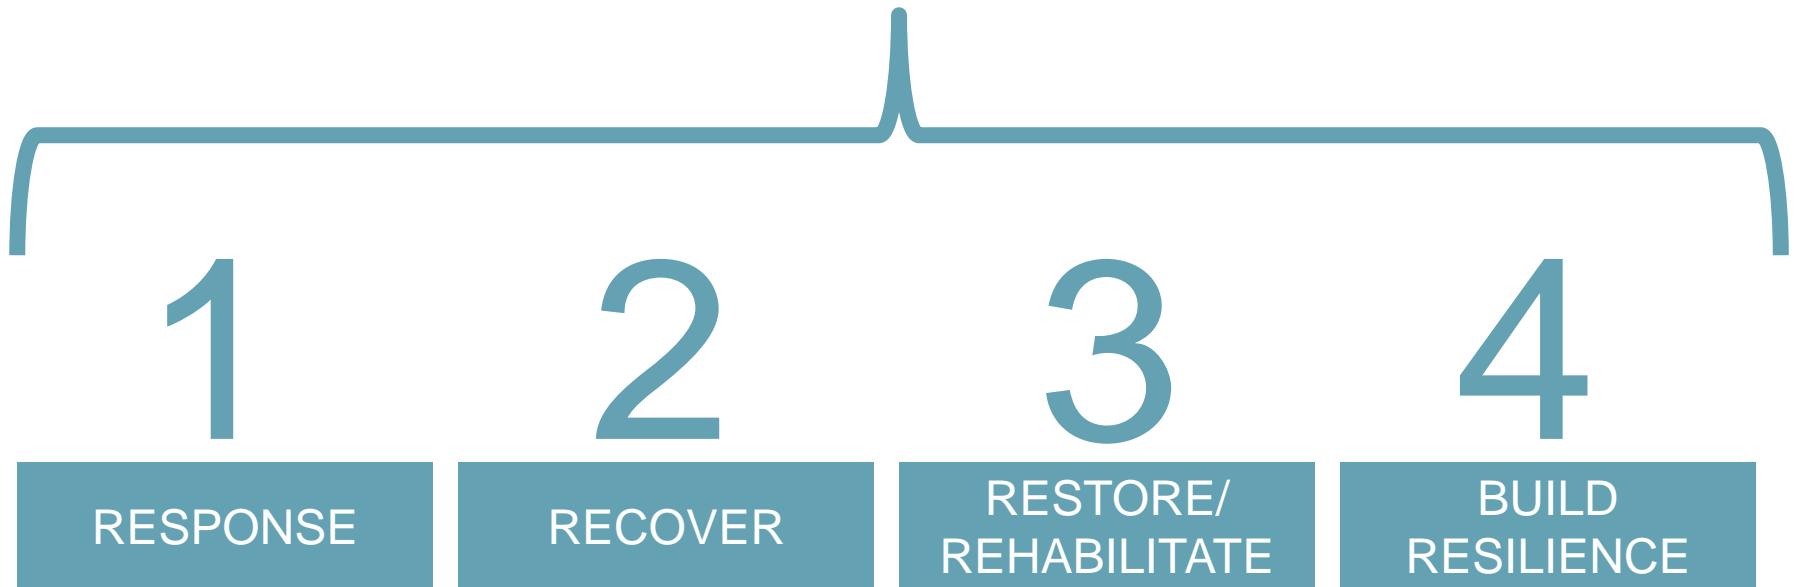 1
2
3
4
RESPONSE
RECOVER
RESTORE/
REHABILITATE
BUILD
RESILIENCE